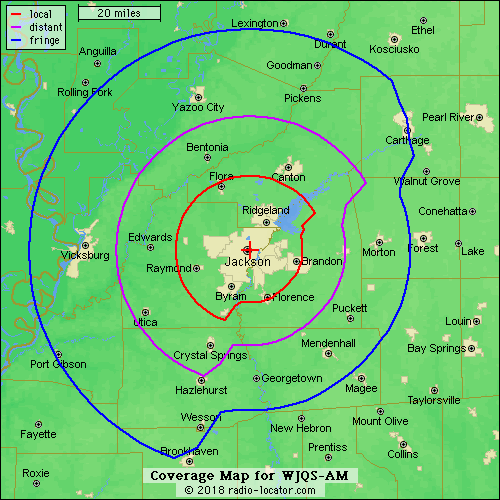 local
distant
fringe
20 miles
Lexington
Ethel
Durant
Kosciusko
Anguilla
Goodman
Rolling Fork
Pickens
Yazoo City
Pearl River
Carthage
Bentonia
Canton
Walnut Grove
Flora
Ridgeland
Conehatta
Edwards
Vicksburg
Jackson
Morton
Forest
Lake
Raymond
Brandon
Byram
Florence
Utica
Puckett
Louin
Crystal Springs
Mendenhall
Bay Springs
Port Gibson
Hazlehurst
Georgetown
Magee
Taylorsville
Wesson
New Hebron
Mount Olive
Fayette
Brookhaven
Prentiss
Collins
Roxie
Coverage Map for WJQS-AM
© 2018 radio-locator.com